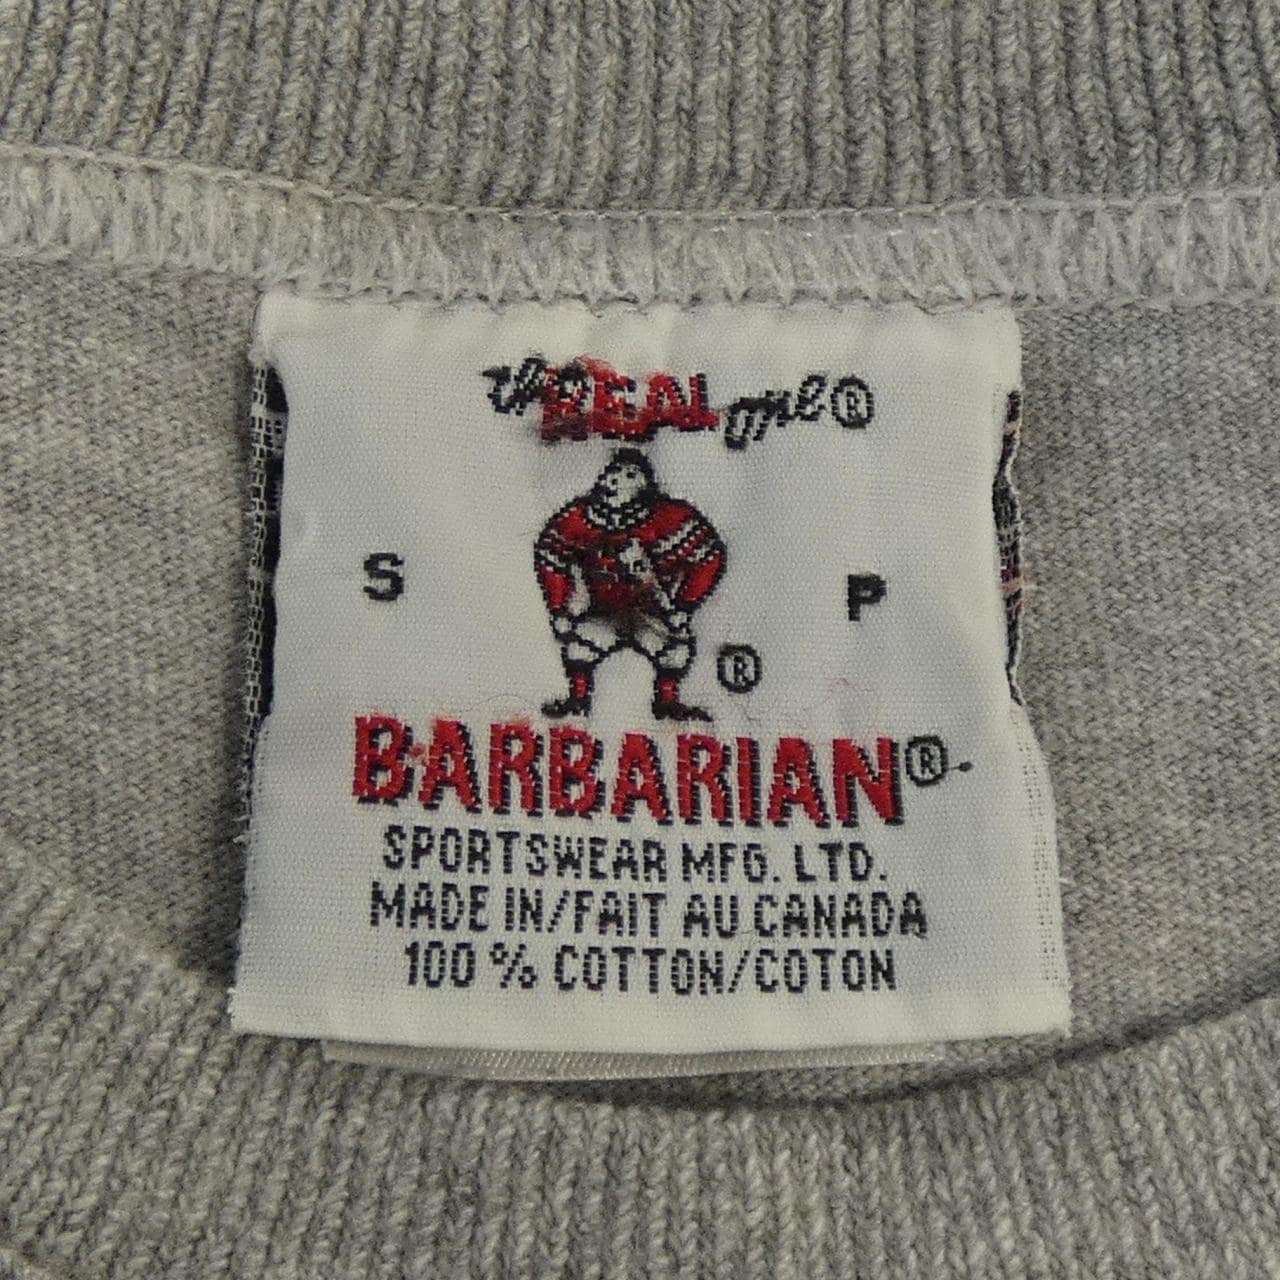 the REAL one®
S P
®
BARBARIAN®
SPORTSWEAR MFG. LTD.
MADE IN/FAIT AU CANADA
100 % COTTON/COTON